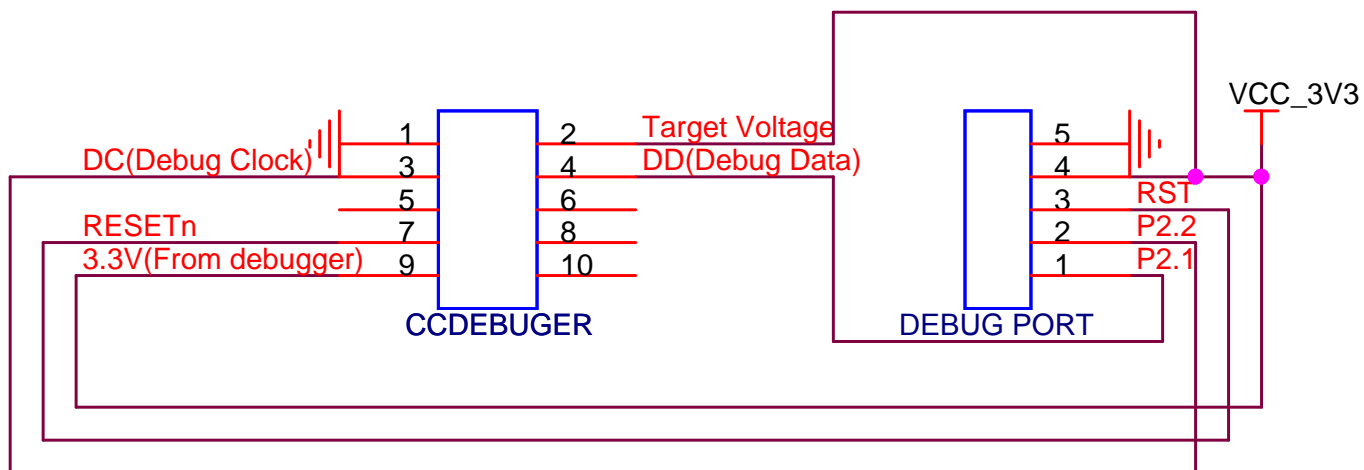 VCC_3V3
1 2 Target Voltage 5
DC(Debug Clock) 3 4 DD(Debug Data) 4
5 6 3 RST
RESETn 7 8 2 P2.2
3.3V(From debugger) 9 10 1 P2.1
CCDEBUGER DEBUG PORT